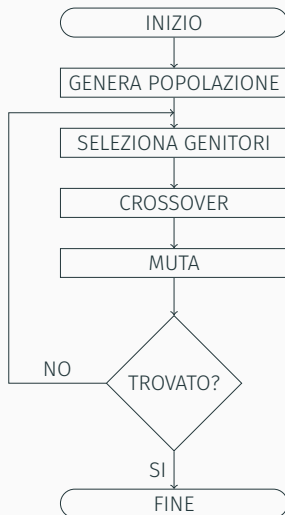 INIZIO
GENERA POPOLAZIONE
SELEZIONA GENITORI
CROSSOVER
MUTA
NO
TROVATO?
SI
FINE